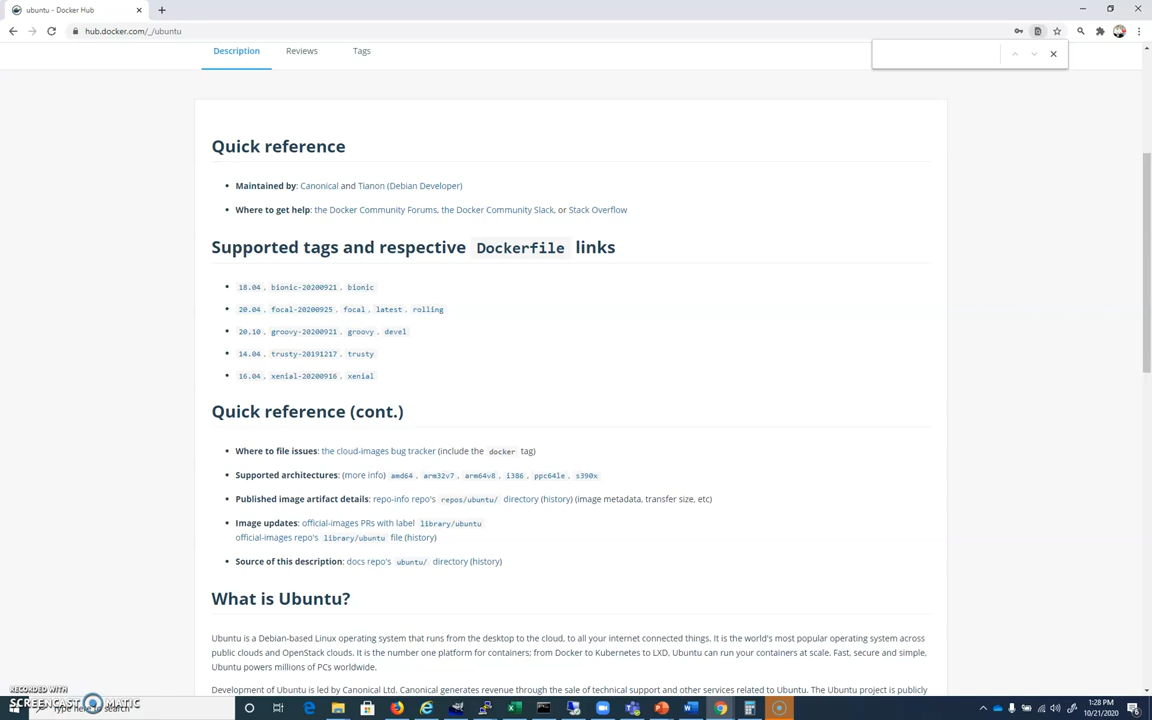 ubuntu - Docker Hub
hub.docker.com/_/ubuntu
Description Reviews Tags
Quick reference
Maintained by: Canonical and Tianon (Debian Developer)
Where to get help: the Docker Community Forums, the Docker Community Slack, or Stack Overflow
Supported tags and respective Dockerfile links
18.04, bionic-20200921, bionic
20.04, focal-20200925, focal, latest, rolling
20.10, groovy-20200921, groovy, devel
14.04, trusty-20191217, trusty
16.04, xenial-20200916, xenial
Quick reference (cont.)
Where to file issues: the cloud-images bug tracker (include the docker tag)
Supported architectures: (more info) amd64, arm32v7, arm64v8, i386, ppc64le, s390x
Published image artifact details: repo-info repo's repos/ubuntu/ directory (history) (image metadata, transfer size, etc)
Image updates: official-images PRs with label library/ubuntu
official-images repo's library/ubuntu file (history)
Source of this description: docs repo's ubuntu/ directory (history)
What is Ubuntu?
Ubuntu is a Debian-based Linux operating system that runs from the desktop to the cloud, to all your internet connected things. It is the world's most popular operating system across
public clouds and OpenStack clouds. It is the number one platform for containers; from Docker to Kubernetes to LXD, Ubuntu can run your containers at scale. Fast, secure and simple,
Ubuntu powers millions of PCs worldwide.
Development of Ubuntu is led by Canonical Ltd. Canonical generates revenue through the sale of technical support and other services related to Ubuntu. The Ubuntu project is publicly
RECORDED WITH
SCREENCAST MATIC
Type here to search
1:28 PM
10/21/2020
6